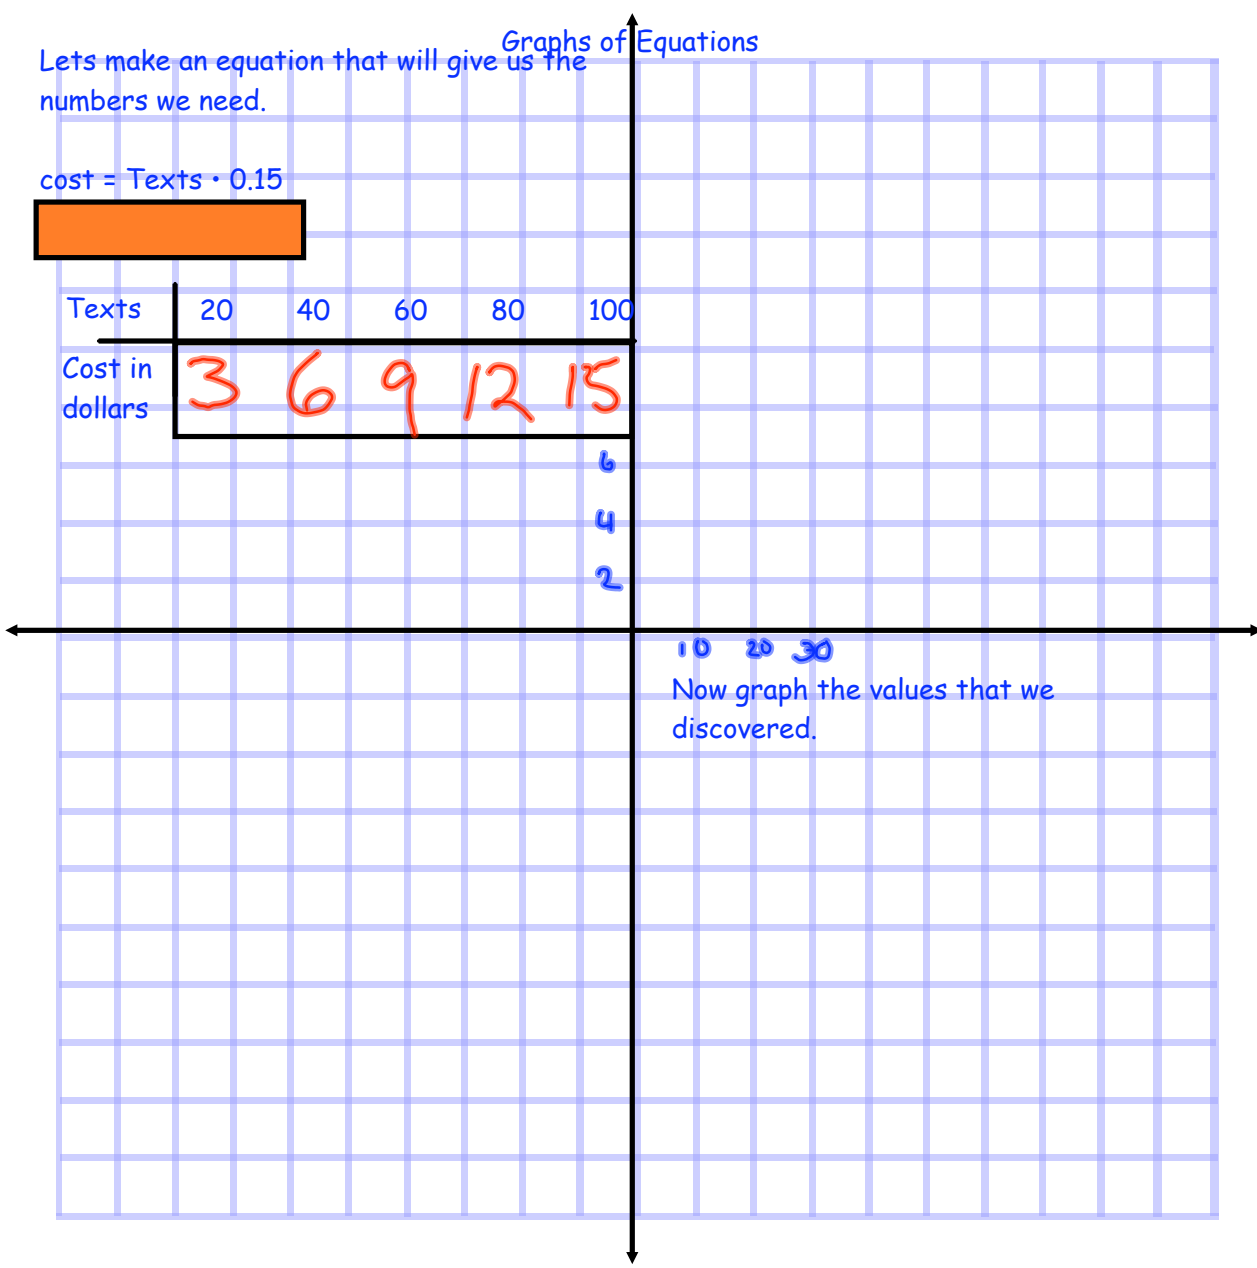 Graphs of Equations
Lets make an equation that will give us the
numbers we need.
cost = Texts • 0.15
Texts 20 40 60 80 100
Cost in
dollars
3 6 9 12 15
6
4
2
10 20 30
Now graph the values that we
discovered.